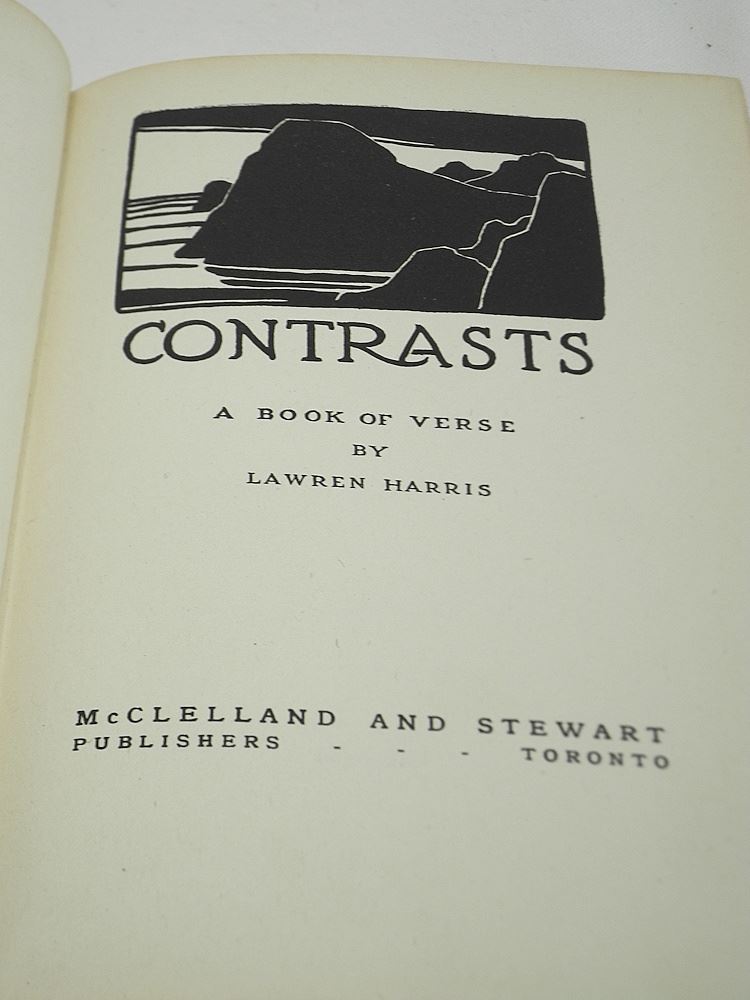 CONTRASTS
A BOOK OF VERSE
BY
LAWREN HARRIS
McCLELLAND AND STEWART
PUBLISHERS - - - TORONTO